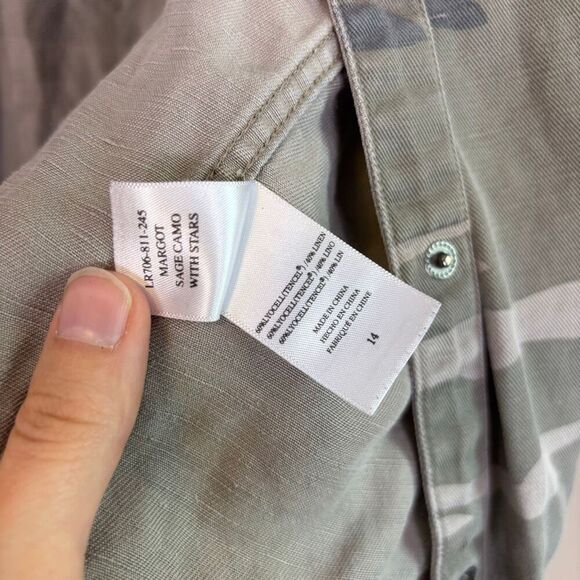 LR706-811-245
MARGOT
SAGE CAMO
WITH STARS
60%LYOCELL(TENCEL®)/40% LINEN
60%LYOCELL(TENCEL®)/40% LINO
60%LYOCELL(TENCEL®)/40% LIN
MADE IN CHINA
HECHO EN CHINA
FABRIQUÉ EN CHINE
14